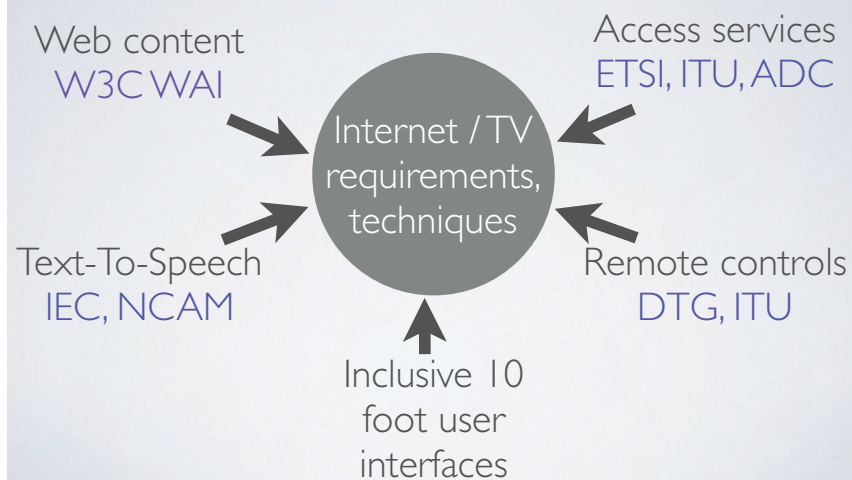 Web content
W3C WAI
Access services
ETSI, ITU, ADC
Internet / TV
requirements,
techniques
Text-To-Speech
IEC, NCAM
Remote controls
DTG, ITU
Inclusive 10
foot user
interfaces